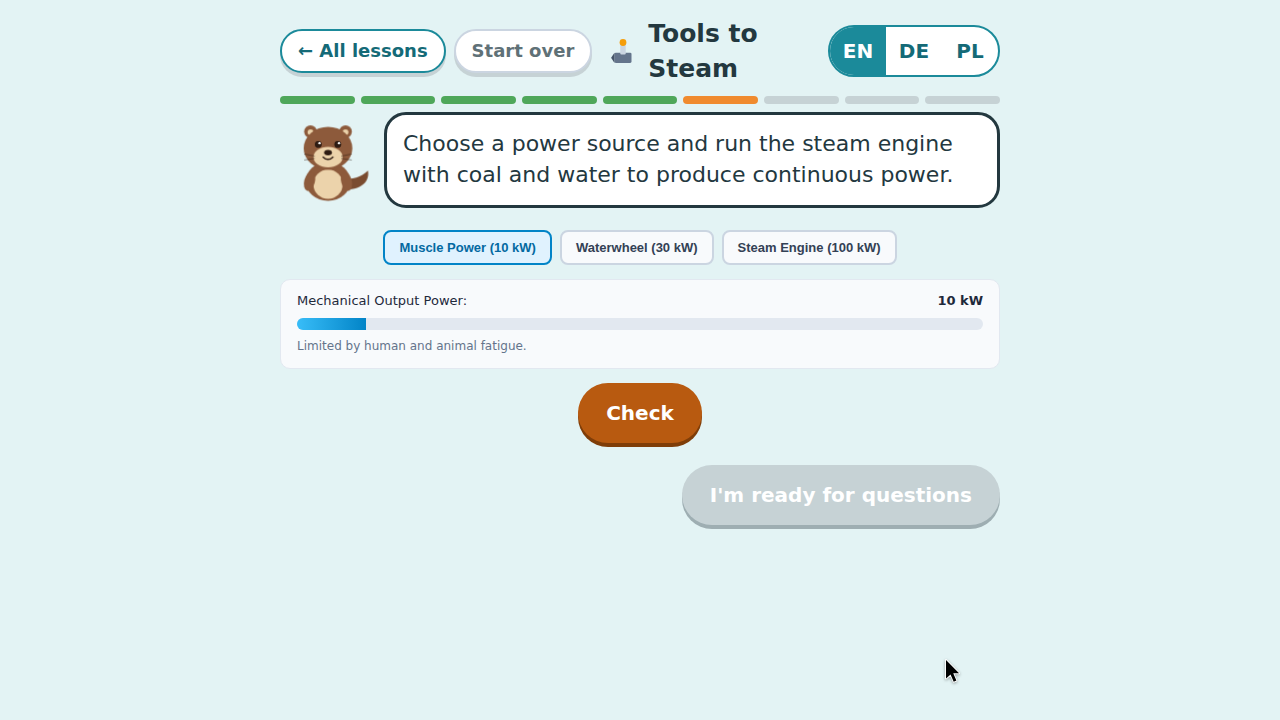 ← All lessons
Start over
Tools to
Steam
EN DE PL
Choose a power source and run the steam engine
with coal and water to produce continuous power.
Muscle Power (10 kW)
Waterwheel (30 kW)
Steam Engine (100 kW)
Mechanical Output Power: 10 kW
Limited by human and animal fatigue.
Check
I'm ready for questions